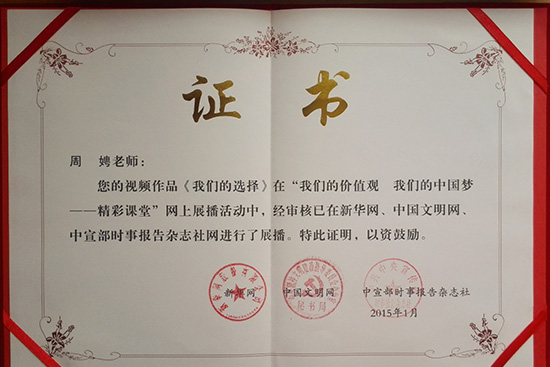 证 书
周 娉老师：
您的视频作品《我们的选择》在“我们的价值观 我们的中国梦
——精彩课堂”网上展播活动中，经审核已在新华网、中国文明网、
中宣部时事报告杂志社网进行了展播。特此证明，以资鼓励。
新华网 中国文明网 中宣部时事报告杂志社
2015年1月